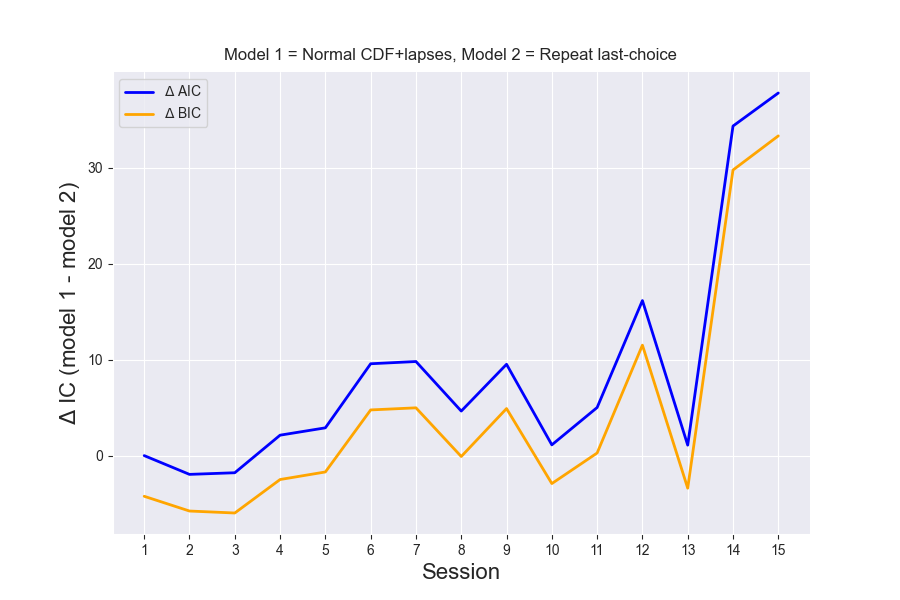 Model 1 = Normal CDF+lapses, Model 2 = Repeat last-choice
Δ AIC
Δ BIC
Δ IC (model 1 - model 2)
30
20
10
0
1 2 3 4 5 6 7 8 9 10 11 12 13 14 15
Session